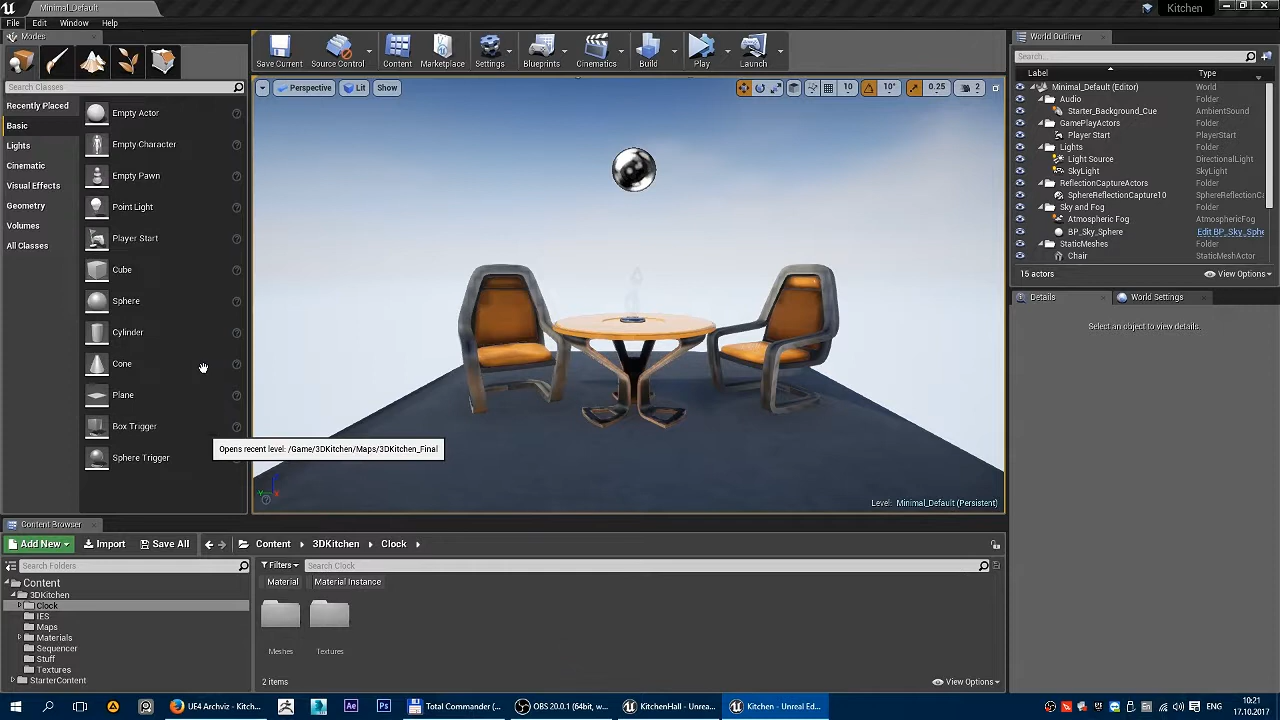 Minimal_Default
Kitchen
File Edit Window Help
Modes
Search Classes
Recently Placed
Basic
Lights
Cinematic
Visual Effects
Geometry
Volumes
All Classes
Empty Actor
Empty Character
Empty Pawn
Point Light
Player Start
Cube
Sphere
Cylinder
Cone
Plane
Box Trigger
Sphere Trigger
Save Current Source Control Content Marketplace Settings Blueprints Cinematics Build Play Launch
Perspective Lit Show 10 10° 0.25 2
Opens recent level: /Game/3DKitchen/Maps/3DKitchen_Final
Level: Minimal_Default (Persistent)
World Outliner
Search...
Label Type
Minimal_Default (Editor) World
Audio Folder
Starter_Background_Cue AmbientSound
GamePlayActors Folder
Player Start PlayerStart
Lights Folder
Light Source DirectionalLight
SkyLight SkyLight
ReflectionCaptureActors Folder
SphereReflectionCapture10 SphereReflectionCa
Sky and Fog Folder
Atmospheric Fog AtmosphericFog
BP_Sky_Sphere Edit BP_Sky_Sphe
StaticMeshes Folder
Chair StaticMeshActor
15 actors View Options
Details World Settings
Select an object to view details.
Content Browser
Add New Import Save All Content 3DKitchen Clock
Search Folders
Content
3DKitchen
Clock
IES
Maps
Materials
Sequencer
Stuff
Textures
StarterContent
Filters Search Clock
Material Material Instance
Meshes Textures
2 items View Options
UE4 Archviz - Kitch... Total Commander (... OBS 20.0.1 (64bit, w... KitchenHall - Unrea... Kitchen - Unreal Ed... ENG 10:21
17.10.2017